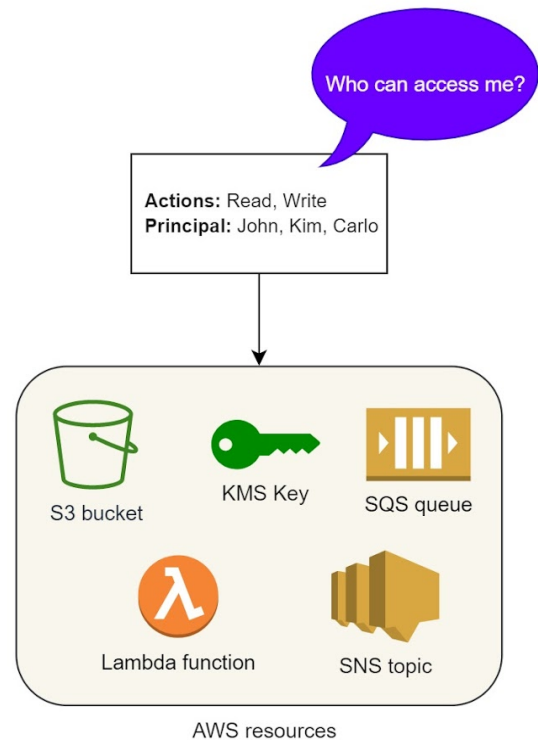 Who can access me?
Actions: Read, Write
Principal: John, Kim, Carlo
S3 bucket
KMS Key
SQS queue
Lambda function
SNS topic
AWS resources